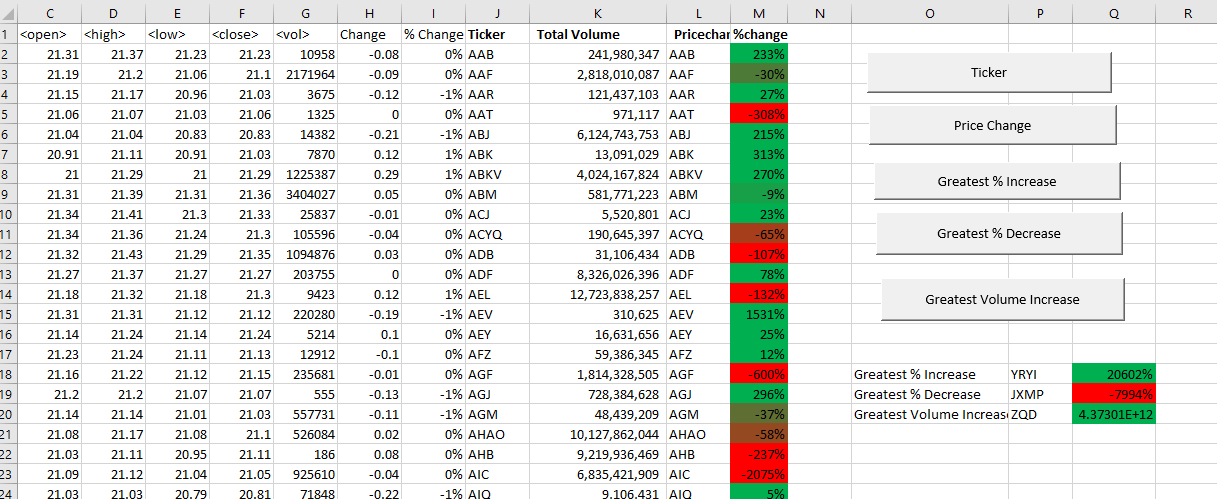 C D E F G H I J K L M N O P Q R
1 <open> <high> <low> <close> <vol> Change % Change Ticker Total Volume Pricechar %change
2 21.31 21.37 21.23 21.23 10958 -0.08 0% AAB 241,980,347 AAB 233%
3 21.19 21.2 21.06 21.1 2171964 -0.09 0% AAF 2,818,010,087 AAF -30% Ticker
4 21.15 21.17 20.96 21.03 3675 -0.12 -1% AAR 121,437,103 AAR 27%
5 21.06 21.07 21.03 21.06 1325 0 0% AAT 971,117 AAT -308%
6 21.04 21.04 20.83 20.83 14382 -0.21 -1% ABJ 6,124,743,753 ABJ 215% Price Change
7 20.91 21.11 20.91 21.03 7870 0.12 1% ABK 13,091,029 ABK 313%
8 21 21.29 21 21.29 1225387 0.29 1% ABKV 4,024,167,824 ABKV 270% Greatest % Increase
9 21.31 21.39 21.31 21.36 3404027 0.05 0% ABM 581,771,223 ABM -9%
10 21.34 21.41 21.3 21.33 25837 -0.01 0% ACJ 5,520,801 ACJ 23%
11 21.34 21.36 21.24 21.3 105596 -0.04 0% ACYQ 190,645,397 ACYQ -65% Greatest % Decrease
12 21.32 21.43 21.29 21.35 1094876 0.03 0% ADB 31,106,434 ADB -107%
13 21.27 21.37 21.27 21.27 203755 0 0% ADF 8,326,026,396 ADF 78%
14 21.18 21.32 21.18 21.3 9423 0.12 1% AEL 12,723,838,257 AEL -132% Greatest Volume Increase
15 21.31 21.31 21.12 21.12 220280 -0.19 -1% AEV 310,625 AEV 1531%
16 21.14 21.24 21.14 21.24 5214 0.1 0% AEY 16,631,656 AEY 25%
17 21.23 21.24 21.11 21.13 12912 -0.1 0% AFZ 59,386,345 AFZ 12%
18 21.16 21.22 21.12 21.15 235681 -0.01 0% AGF 1,814,328,505 AGF -600% Greatest % Increase YRYI 20602%
19 21.2 21.2 21.07 21.07 555 -0.13 -1% AGJ 728,384,628 AGJ 296% Greatest % Decrease JXMP -7994%
20 21.14 21.14 21.01 21.03 557731 -0.11 -1% AGM 48,439,209 AGM -37% Greatest Volume Increase ZQD 4.37301E+12
21 21.08 21.17 21.08 21.1 526084 0.02 0% AHAO 10,127,862,044 AHAO -58%
22 21.03 21.11 20.95 21.11 186 0.08 0% AHB 9,219,936,469 AHB -237%
23 21.09 21.12 21.04 21.05 925610 -0.04 0% AIC 6,835,421,909 AIC -2075%
24 21.03 21.03 20.79 20.81 71848 -0.22 -1% AIQ 9,106,431 AIQ 5%